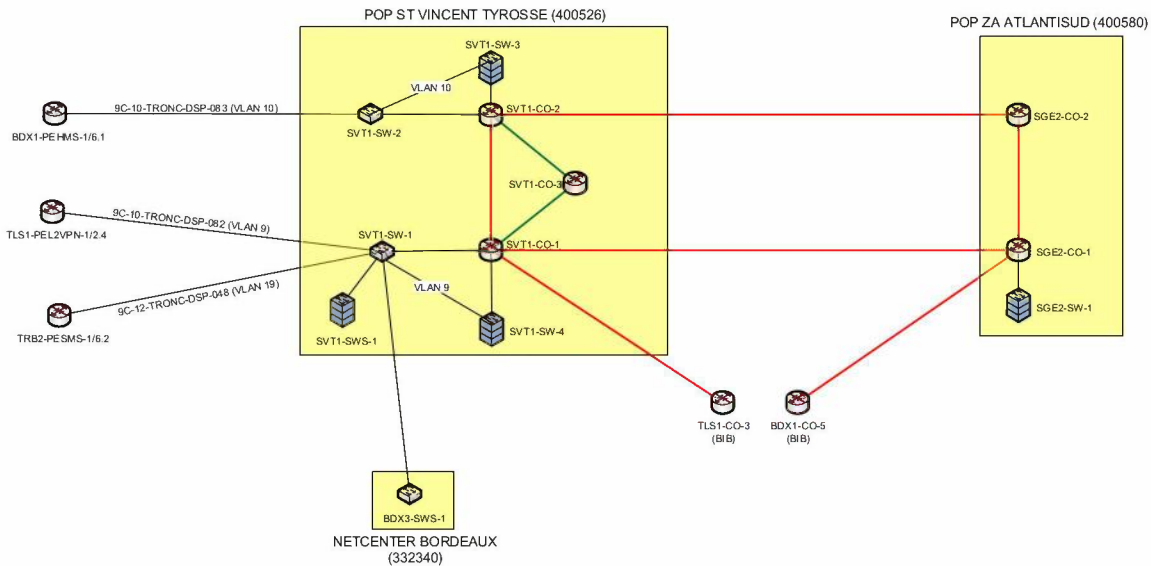 POP ST VINCENT TYROSSE (400526)
POP ZA ATLANTISUD (400580)
SVT1-SW-3
VLAN 10
9C-10-TRONC-DSP-083 (VLAN 10)
SVT1-CO-2
SGE2-CO-2
BDX1-PEHMS-1/6.1
SVT1-SW-2
SVT1-CO-3
9C-10-TRONC-DSP-082 (VLAN 9)
TLS1-PEL2VPN-1/2.4
SVT1-SW-1
SVT1-CO-1
SGE2-CO-1
VLAN 9
9C-12-TRONC-DSP-048 (VLAN 19)
SGE2-SW-1
TRB2-PESMS-1/6.2
SVT1-SWS-1
SVT1-SW-4
TLS1-CO-3
(BIB)
BDX1-CO-5
(BIB)
BDX3-SWS-1
NETCENTER BORDEAUX
(332340)